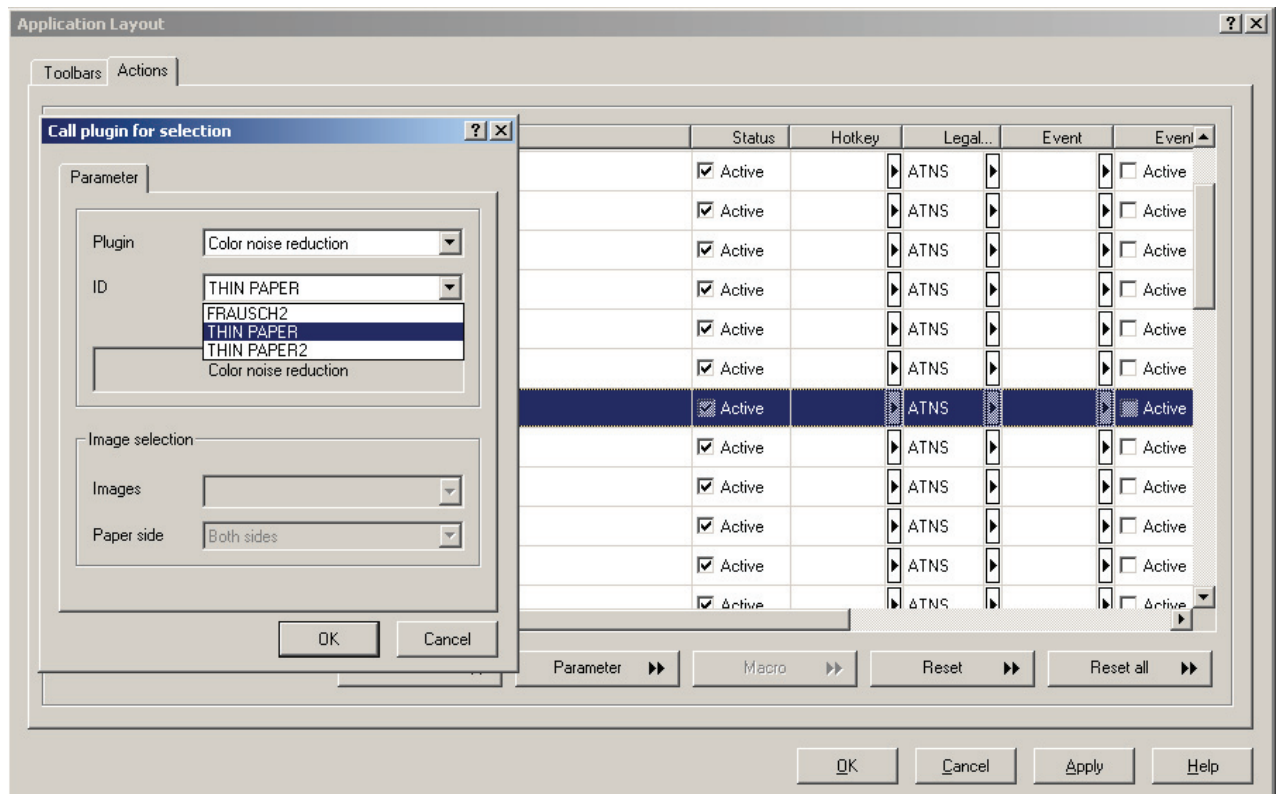 Application Layout
Toolbars Actions
Call plugin for selection
Status Hotkey Legal... Event Event
Parameter
Active ATNS Active
Active ATNS Active
Plugin Color noise reduction
Active ATNS Active
ID THIN PAPER
Active ATNS Active
FRAUSCH2
THIN PAPER
Active ATNS Active
THIN PAPER2
Color noise reduction
Active ATNS Active
Active ATNS Active
Image selection
Active ATNS Active
Images
Active ATNS Active
Paper side Both sides
Active ATNS Active
Active ATNS Active
Active ATNS Active
OK Cancel
Parameter Macro Reset Reset all
OK Cancel Apply Help